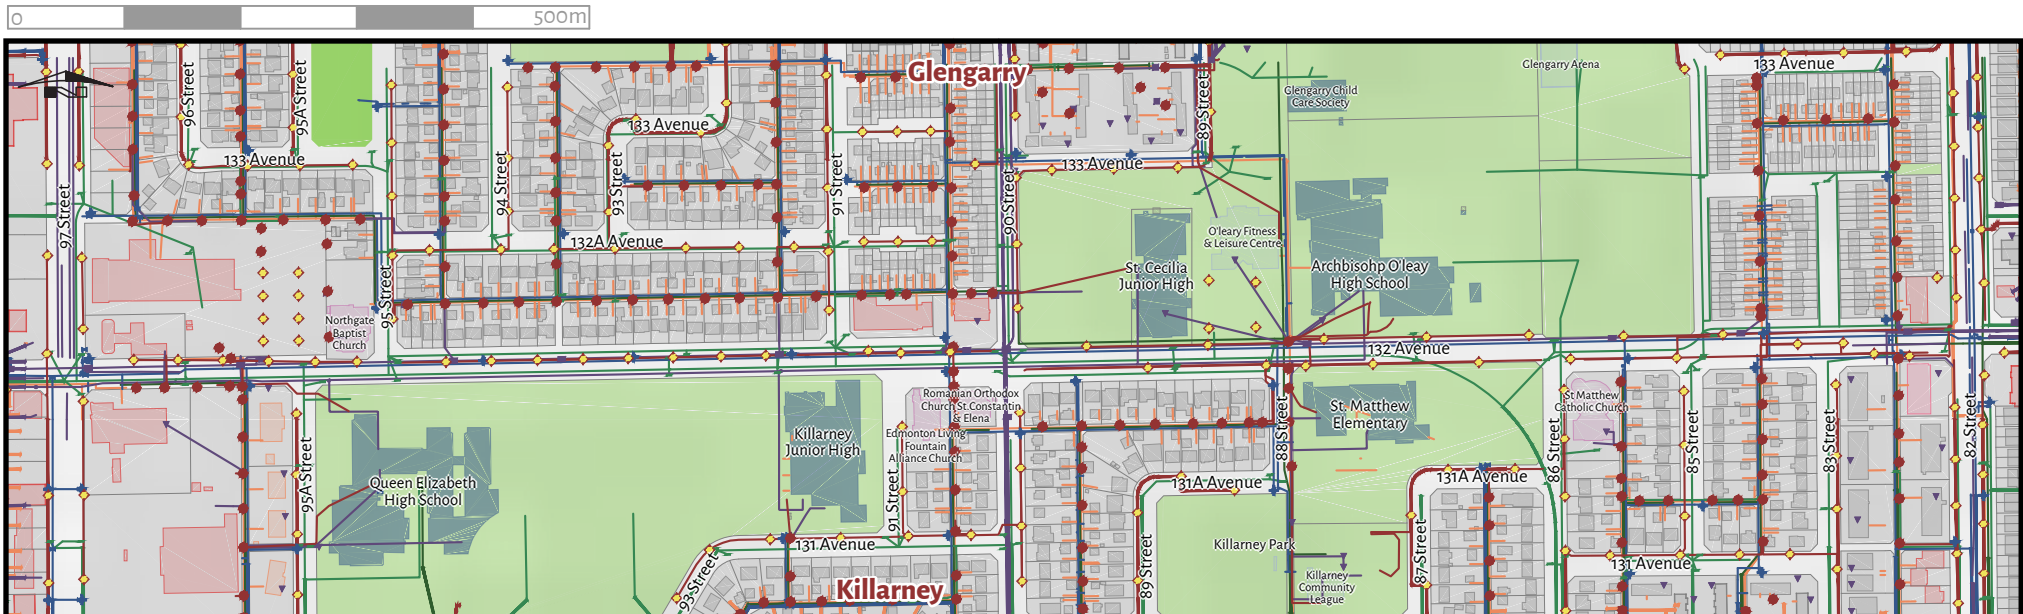 0
500m
Glengarry
Glengarry Arena
133 Avenue
Glengarry Child
Care Society
96 Street
95A Street
133 Avenue
133 Avenue
89 Street
133 Avenue
97 Street
94 Street
93 Street
91 Street
90 Street
132A Avenue
O'leary Fitness
& Leisure Centre
St. Cecilia
Junior High
Archbisohp O'leay
High School
95 Street
Northgate
Baptist
Church
132 Avenue
Romanian Orthodox
Church St.Constantin
& Elena
St Matthew
Catholic Church
St. Matthew
Elementary
Killarney
Junior High
Edmonton Living
Fountain
Alliance Church
88 Street
86 Street
85 Street
83 Street
82 Street
95A Street
Queen Elizabeth
High School
91 Street
131A Avenue
131A Avenue
131 Avenue
Killarney Park
89 Street
87 Street
131 Avenue
93 Street
Killarney
Killarney
Community
League